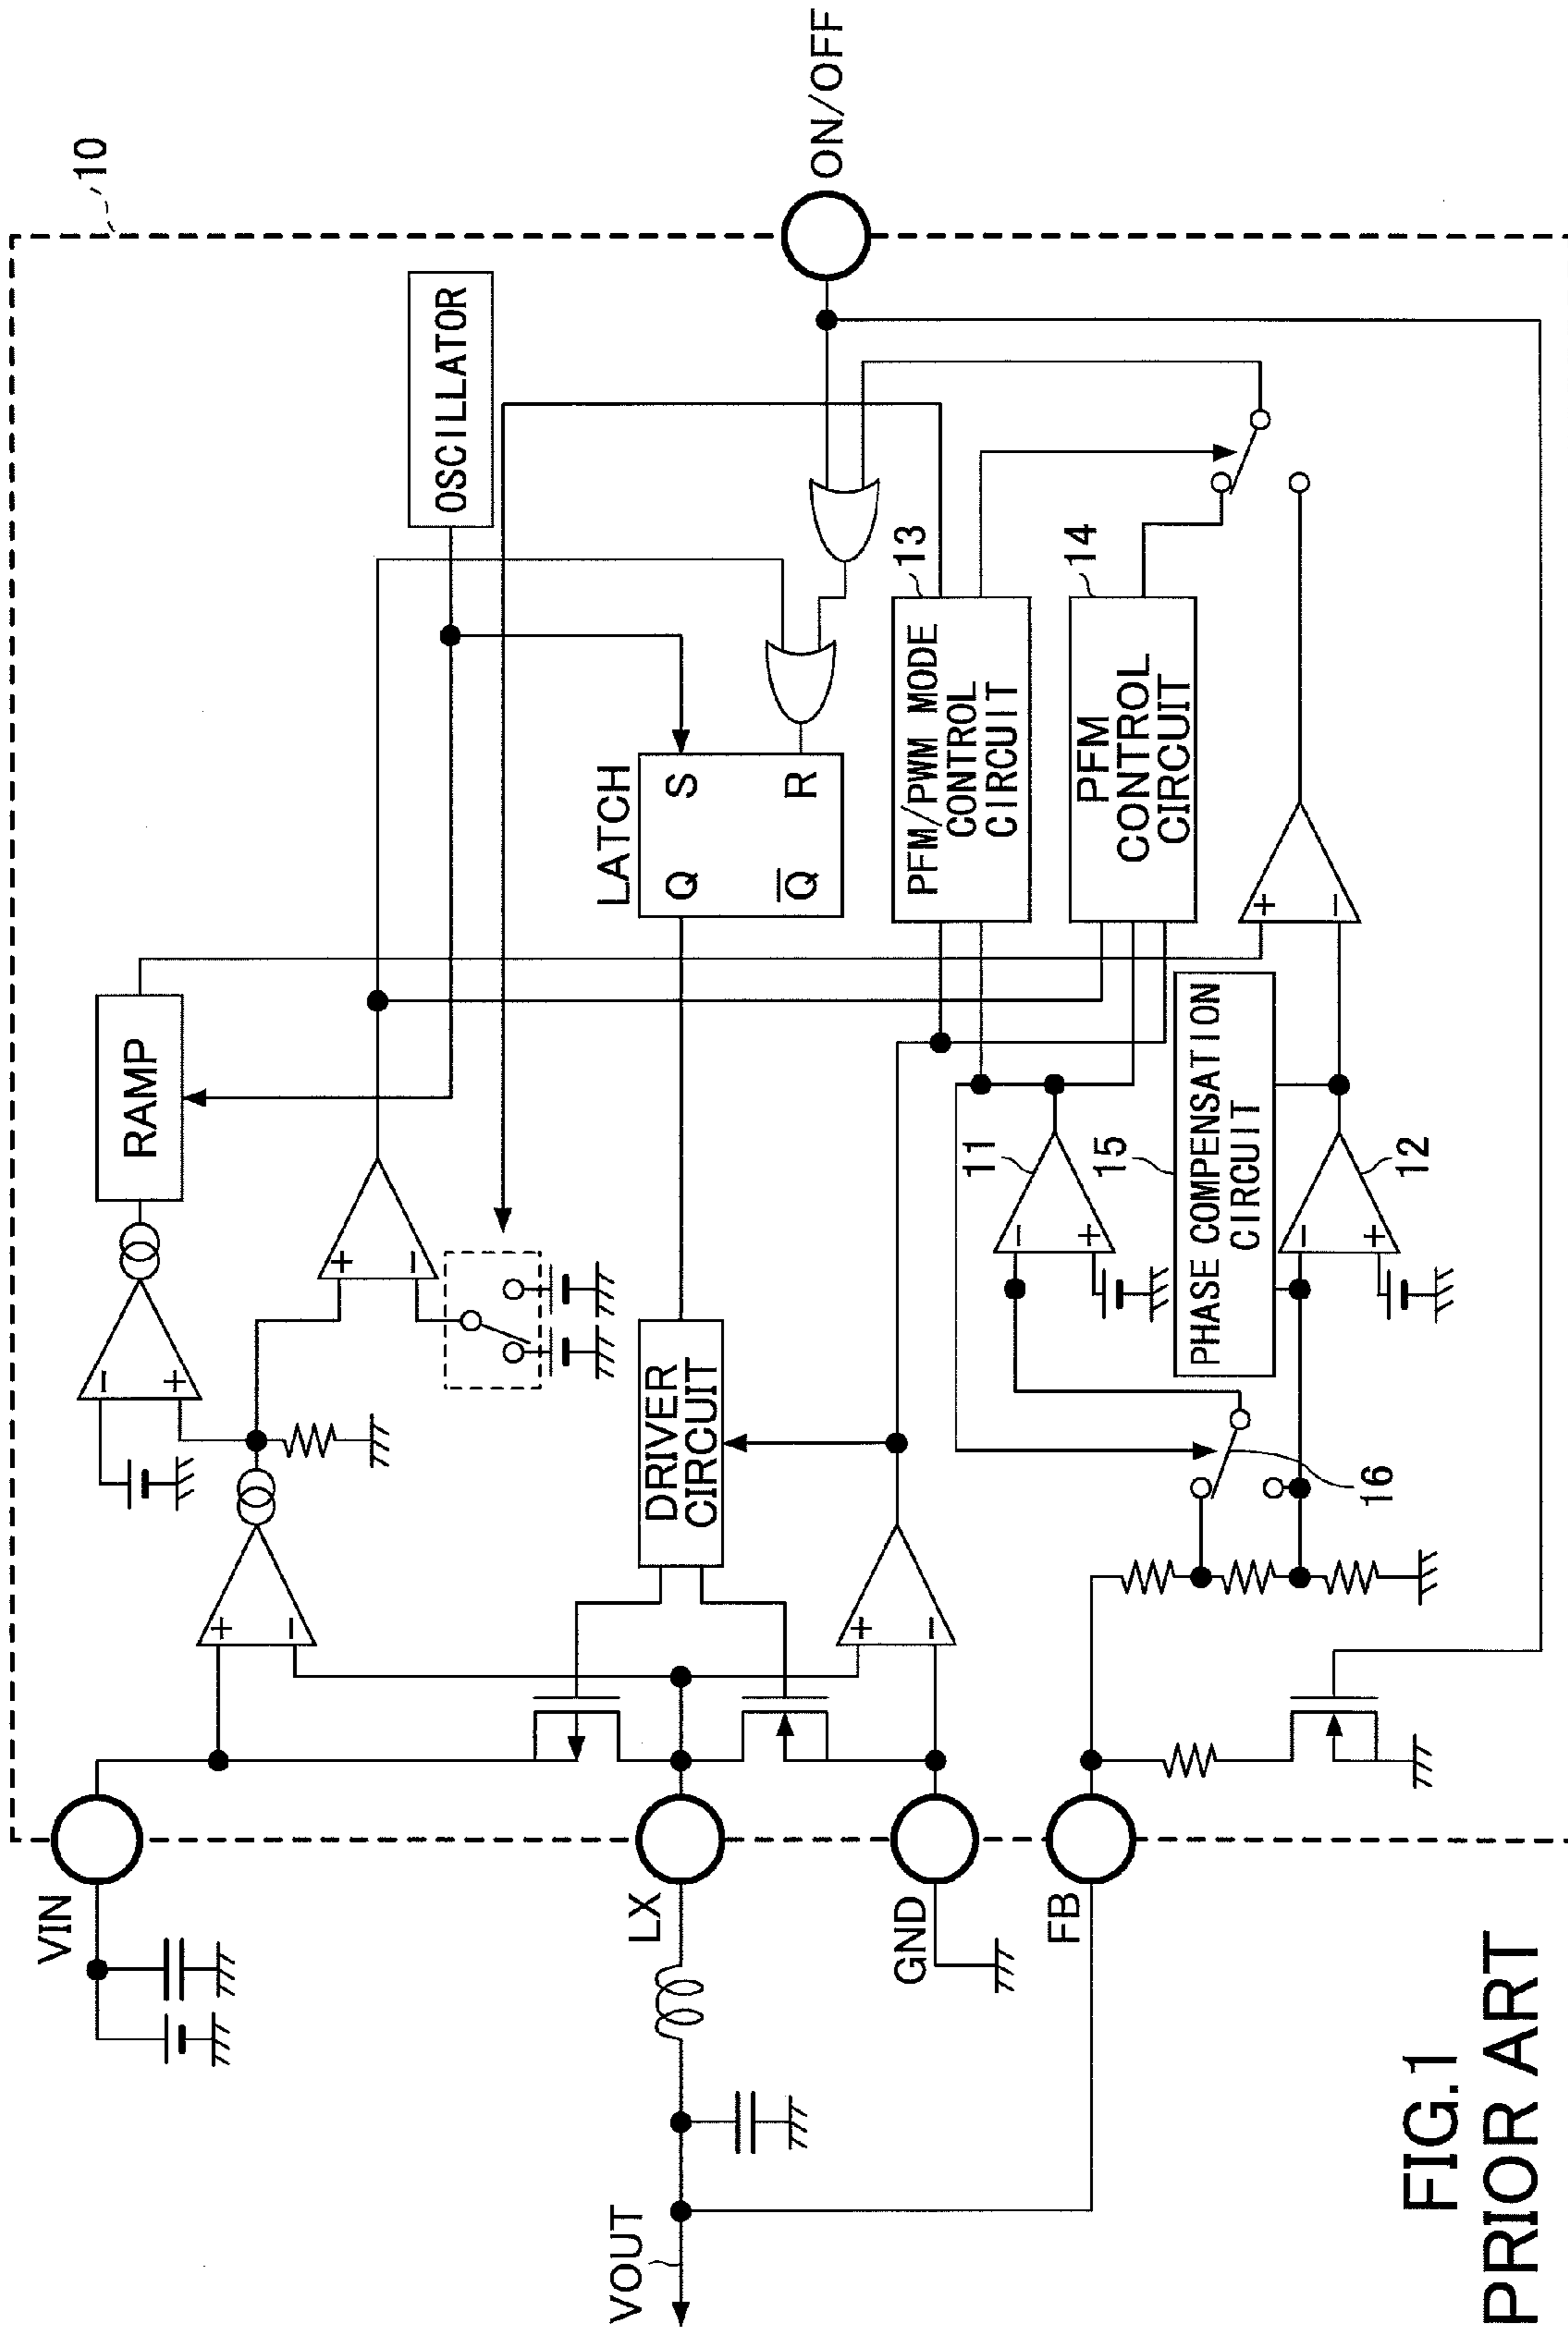 10
VIN
RAMP
OSCILLATOR
+
−
−
+
+
−
LATCH
Q
S
Q̅
R
LX
DRIVER
CIRCUIT
VOUT
ON/OFF
GND
+
−
PFM/PWM MODE
CONTROL
CIRCUIT
13
11
−
+
PFM
CONTROL
CIRCUIT
14
FB
16
15
PHASE COMPENSATION
CIRCUIT
−
+
12
+
−
FIG.1
PRIOR ART